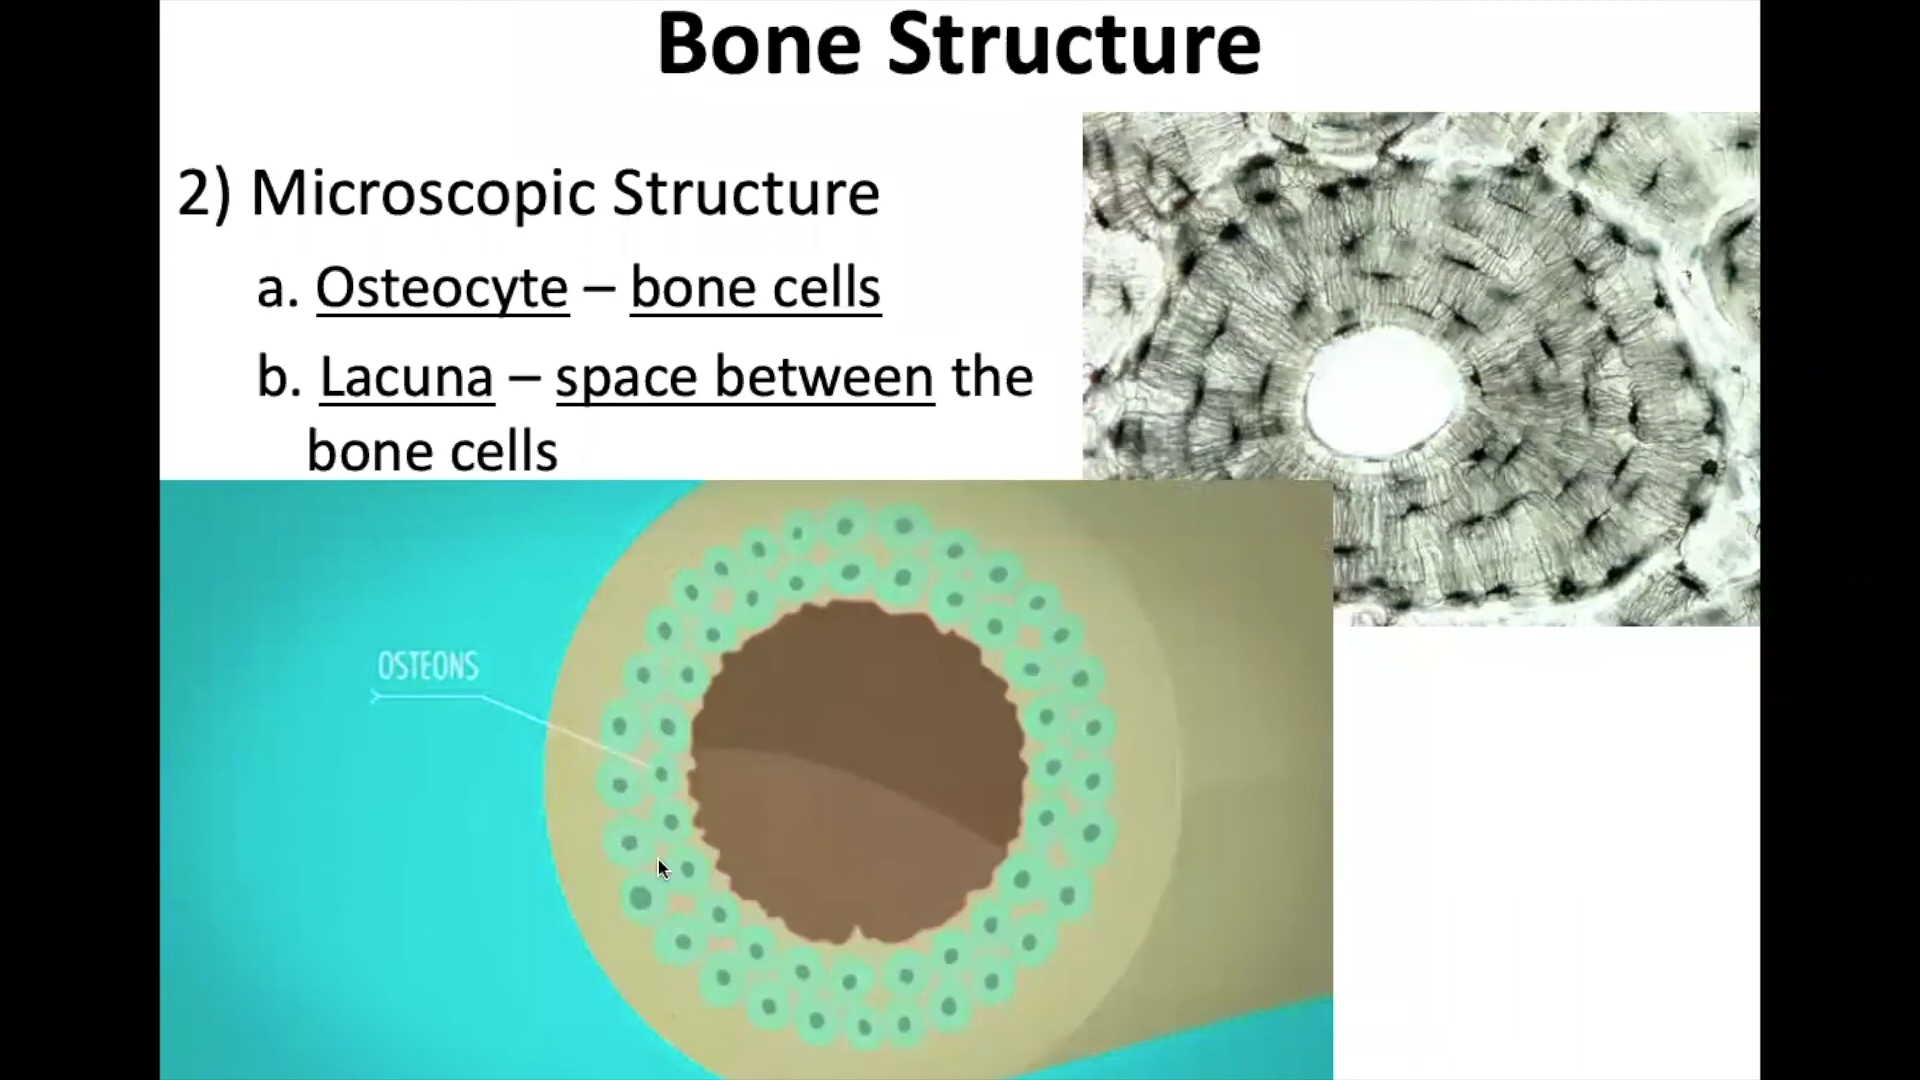 Bone Structure
2) Microscopic Structure
a. Osteocyte – bone cells
b. Lacuna – space between the
bone cells
OSTEONS